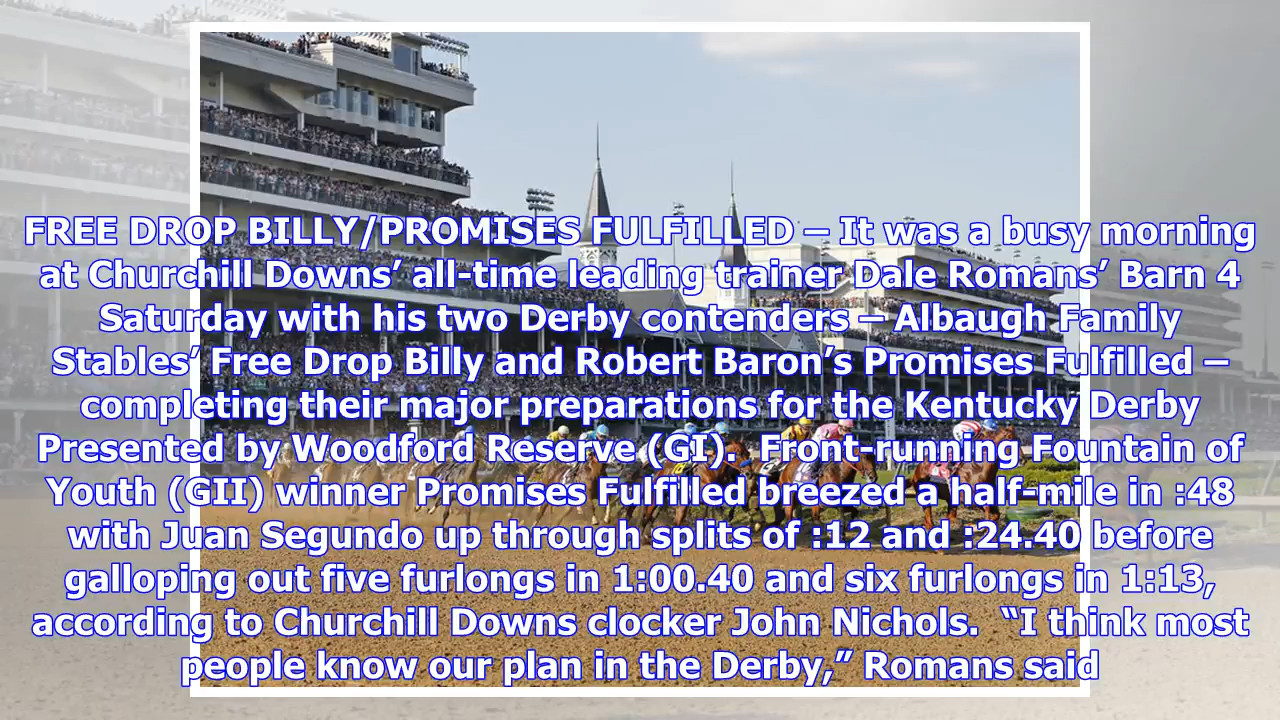 FREE DROP BILLY/PROMISES FULFILLED – It was a busy morning
at Churchill Downs’ all-time leading trainer Dale Romans’ Barn 4
Saturday with his two Derby contenders – Albaugh Family
Stables’ Free Drop Billy and Robert Baron’s Promises Fulfilled –
completing their major preparations for the Kentucky Derby
Presented by Woodford Reserve (GI).  Front-running Fountain of
Youth (GII) winner Promises Fulfilled breezed a half-mile in :48
with Juan Segundo up through splits of :12 and :24.40 before
galloping out five furlongs in 1:00.40 and six furlongs in 1:13,
according to Churchill Downs clocker John Nichols.  “I think most
people know our plan in the Derby,” Romans said